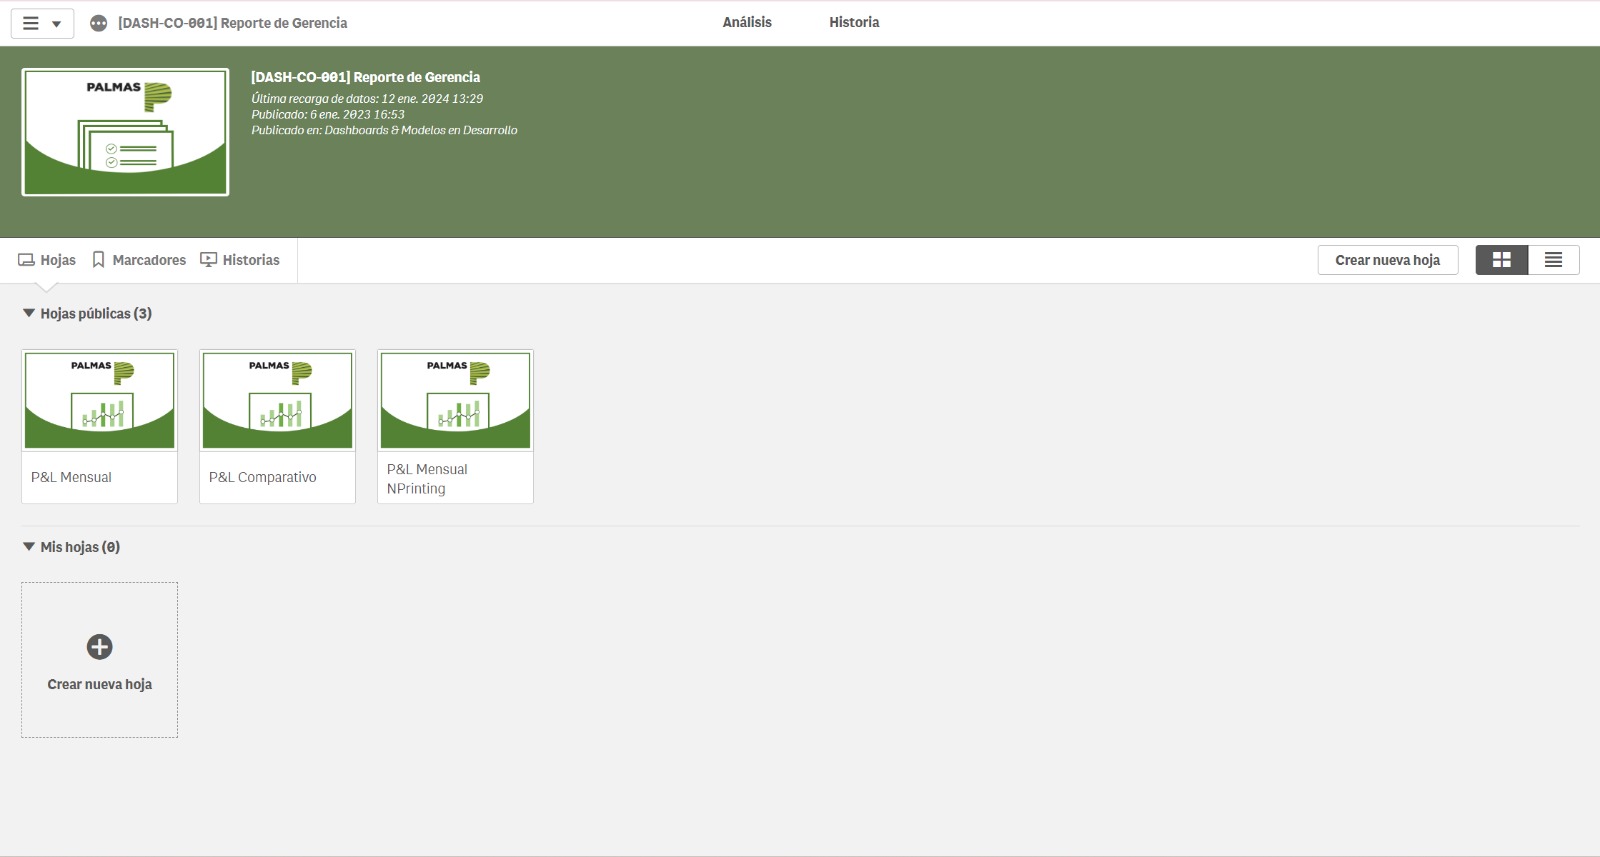 [DASH-CO-001] Reporte de Gerencia
Análisis
Historia
PALMAS
[DASH-CO-001] Reporte de Gerencia
Última recarga de datos: 12 ene. 2024 13:29
Publicado: 6 ene. 2023 16:53
Publicado en: Dashboards & Modelos en Desarrollo
Hojas
Marcadores
Historias
Crear nueva hoja
Hojas públicas (3)
PALMAS
PALMAS
PALMAS
P&L Mensual
P&L Comparativo
P&L Mensual
NPrinting
Mis hojas (0)
Crear nueva hoja